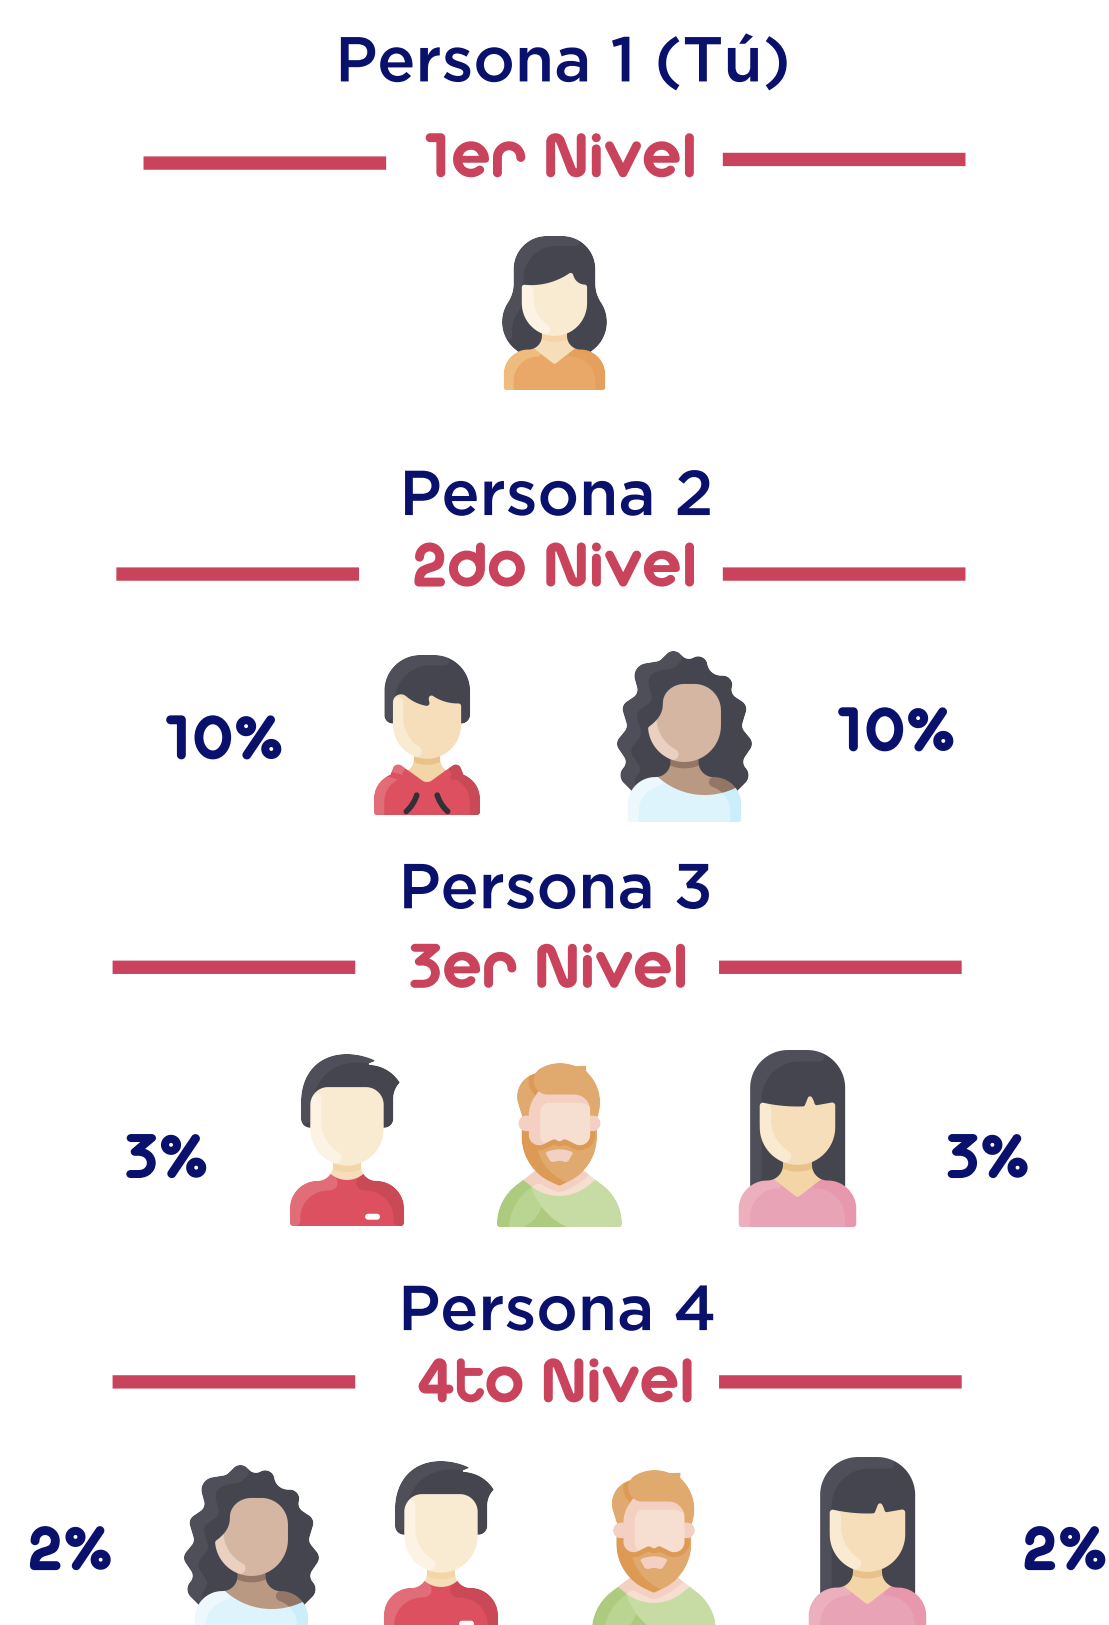 Persona 1 (Tú)
1er Nivel
Persona 2
2do Nivel
10% 10%
Persona 3
3er Nivel
3% 3%
Persona 4
4to Nivel
2% 2%